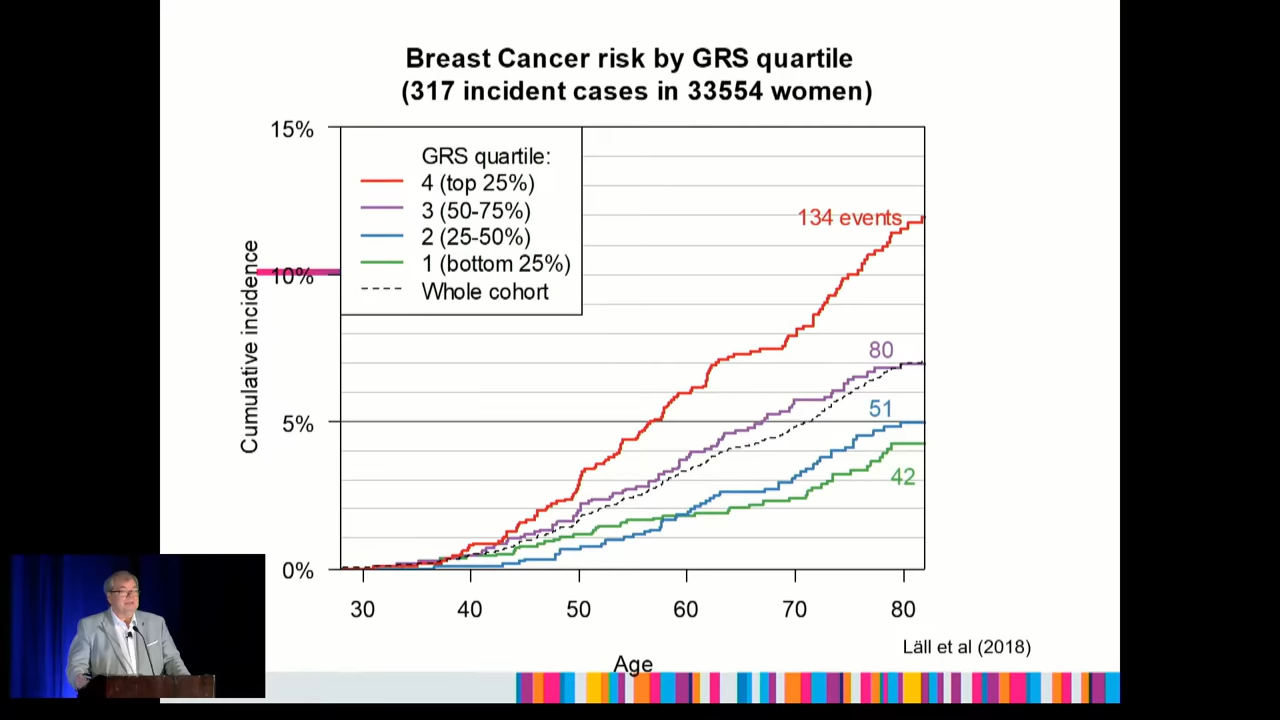 Breast Cancer risk by GRS quartile
(317 incident cases in 33554 women)
15%
10%
5%
0%
Cumulative incidence
GRS quartile:
4 (top 25%)
3 (50-75%)
2 (25-50%)
1 (bottom 25%)
Whole cohort
134 events
80
51
42
30 40 50 60 70 80
Age
Läll et al (2018)